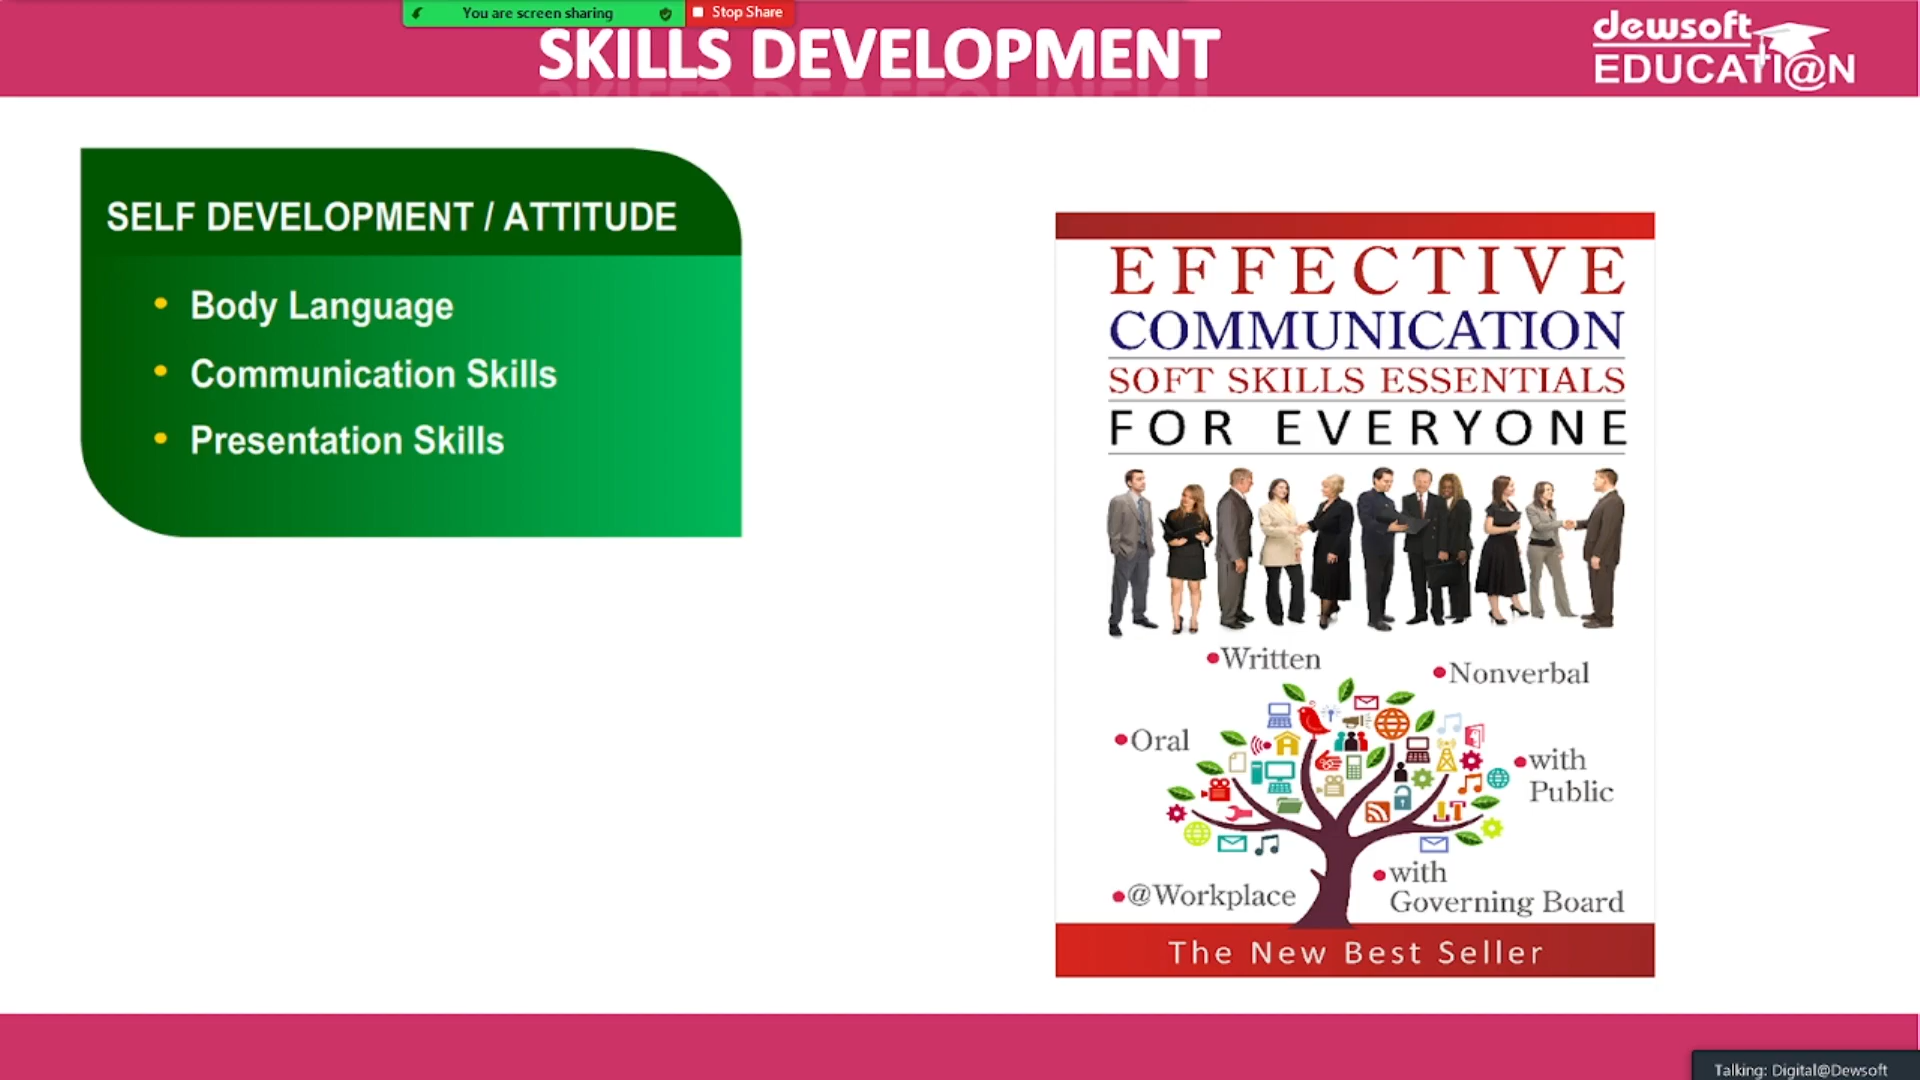 You are screen sharing
Stop Share
SKILLS DEVELOPMENT
dewsoft
EDUCATI@N
SELF DEVELOPMENT / ATTITUDE
• Body Language
• Communication Skills
• Presentation Skills
EFFECTIVE
COMMUNICATION
SOFT SKILLS ESSENTIALS
FOR EVERYONE
•Written
•Nonverbal
•Oral
•with
Public
•@Workplace
•with
Governing Board
The New Best Seller
Talking: Digital@Dewsoft